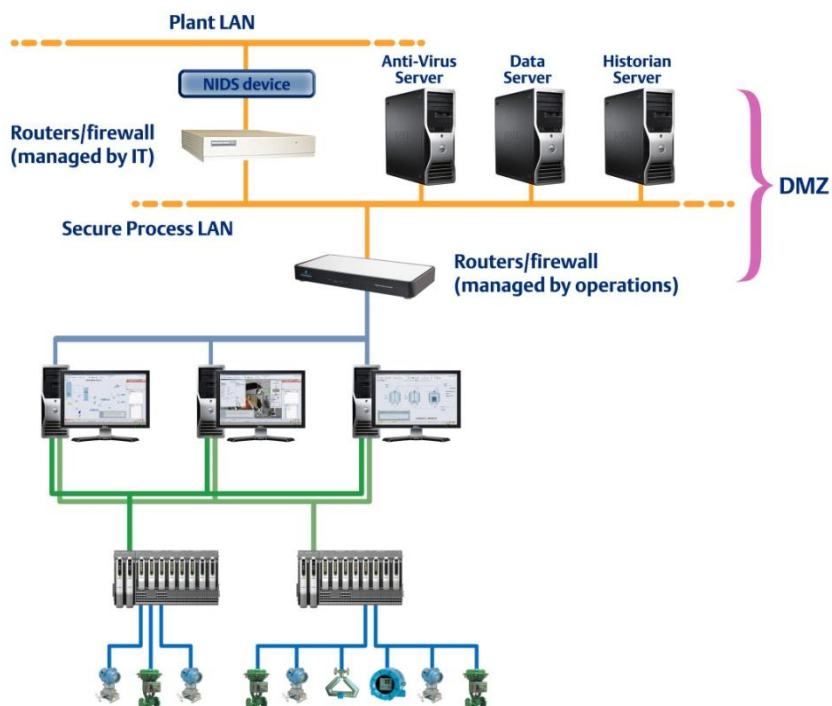 Plant LAN
NIDS device
Anti-Virus
Server
Data
Server
Historian
Server
Routers/firewall
(managed by IT)
DMZ
Secure Process LAN
Routers/firewall
(managed by operations)